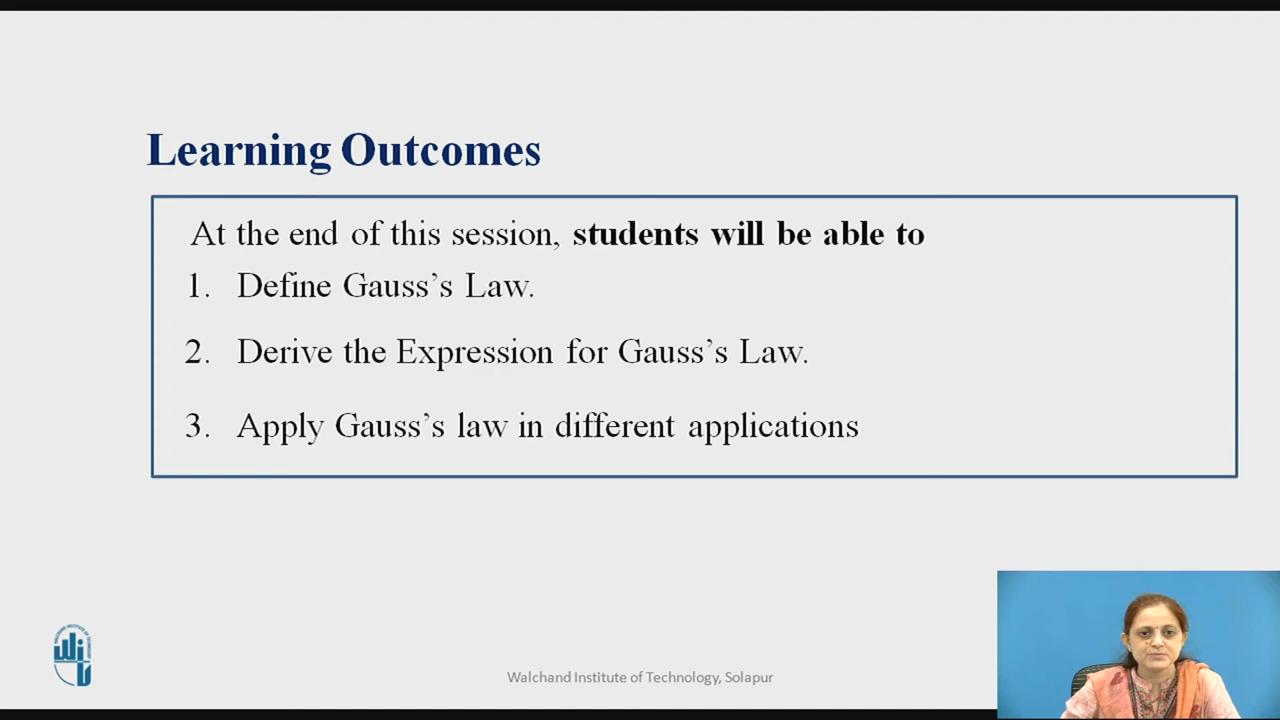 Learning Outcomes
At the end of this session, students will be able to
1. Define Gauss’s Law.
2. Derive the Expression for Gauss’s Law.
3. Apply Gauss’s law in different applications
Walchand Institute of Technology, Solapur